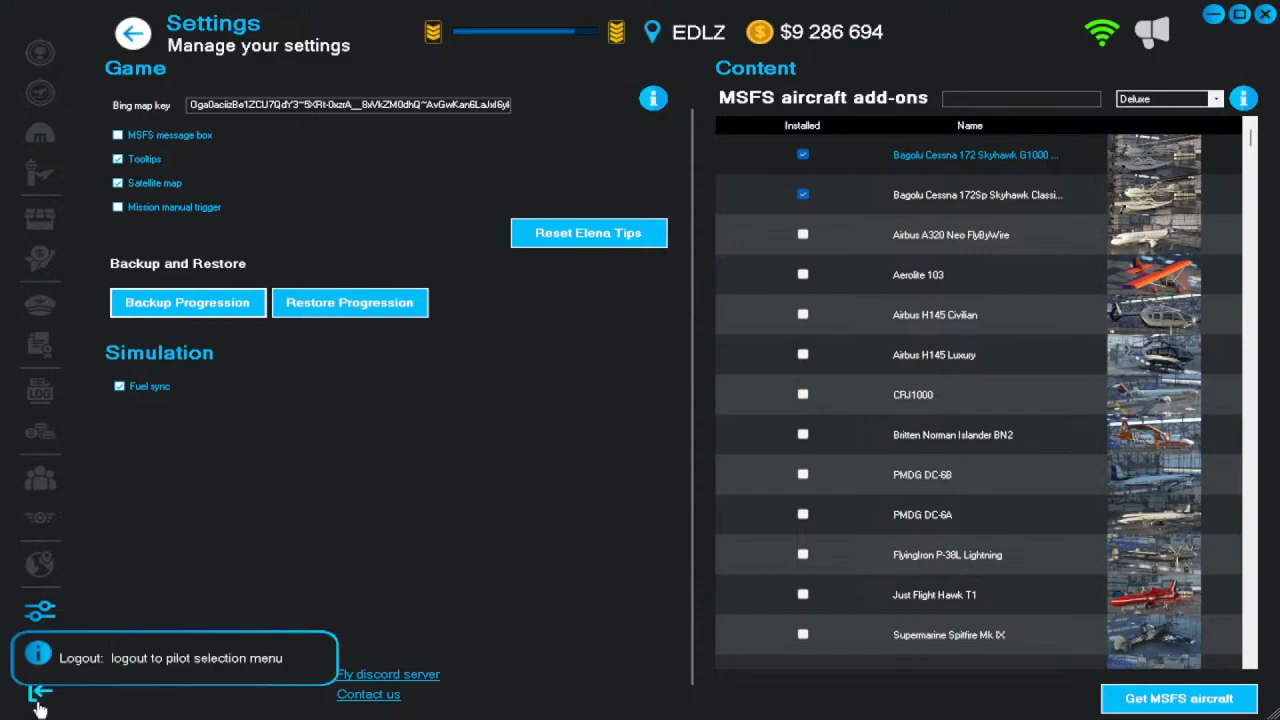 Settings
Manage your settings
EDLZ
$9 286 694
Game
Bing map key
MSFS message box
Tooltips
Satellite map
Mission manual trigger
Reset Elena Tips
Backup and Restore
Backup Progression
Restore Progression
Simulation
Fuel sync
LOG
Logout: logout to pilot selection menu
Fly discord server
Contact us
Content
MSFS aircraft add-ons
Deluxe
Installed
Name
Bagolu Cessna 172 Skyhawk G1000 ...
Bagolu Cessna 172Sp Skyhawk Classi...
Airbus A320 Neo FlyByWire
Aerolite 103
Airbus H145 Civilian
Airbus H145 Luxury
CRJ1000
Britten Norman Islander BN2
PMDG DC-6B
PMDG DC-6A
FlyingIron P-38L Lightning
Just Flight Hawk T1
Supermarine Spitfire Mk IX
Get MSFS aircraft